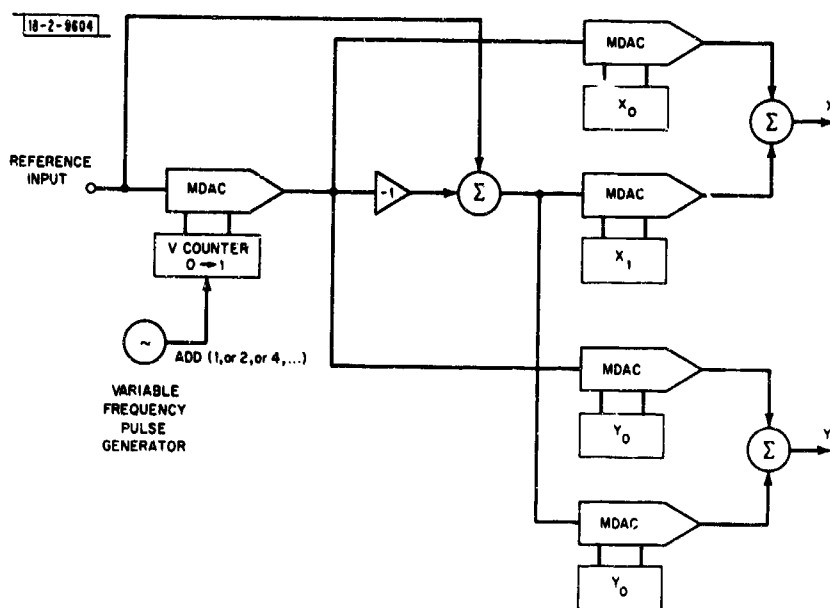 18-2-9604
MDAC
X0
X
Σ
REFERENCE
INPUT
MDAC
-1
Σ
MDAC
X1
V COUNTER
0→1
~
ADD (1, or 2, or 4,...)
VARIABLE
FREQUENCY
PULSE
GENERATOR
MDAC
Y0
Y
Σ
MDAC
Y0